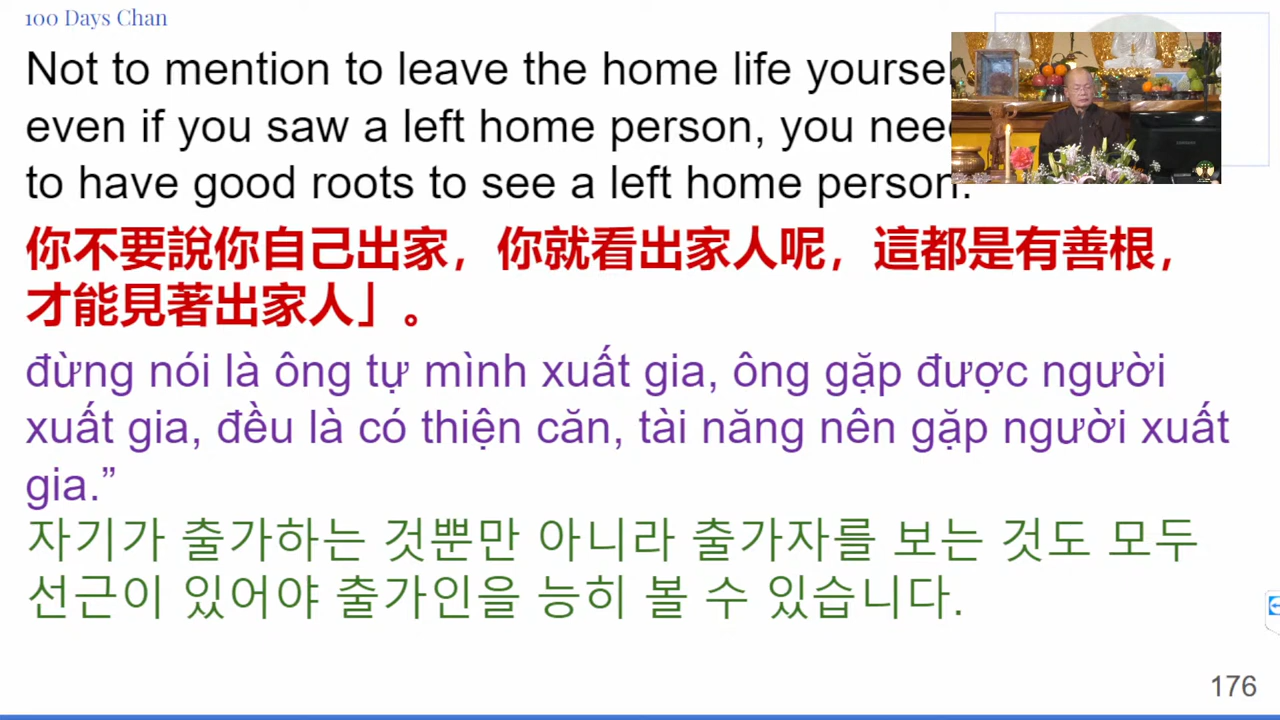 100 Days Chan
Not to mention to leave the home life
even if you saw a left home person, you
to have good roots to see a left home person.
你不要說你自己出家，你就看出家人呢，這都是有善根，
才能見著出家人」。
đừng nói là ông tự mình xuất gia, ông gặp được người
xuất gia, đều là có thiện căn, tài năng nên gặp người xuất
gia.”
자기가 출가하는 것뿐만 아니라 출가자를 보는 것도 모두
선근이 있어야 출가인을 능히 볼 수 있습니다.
176